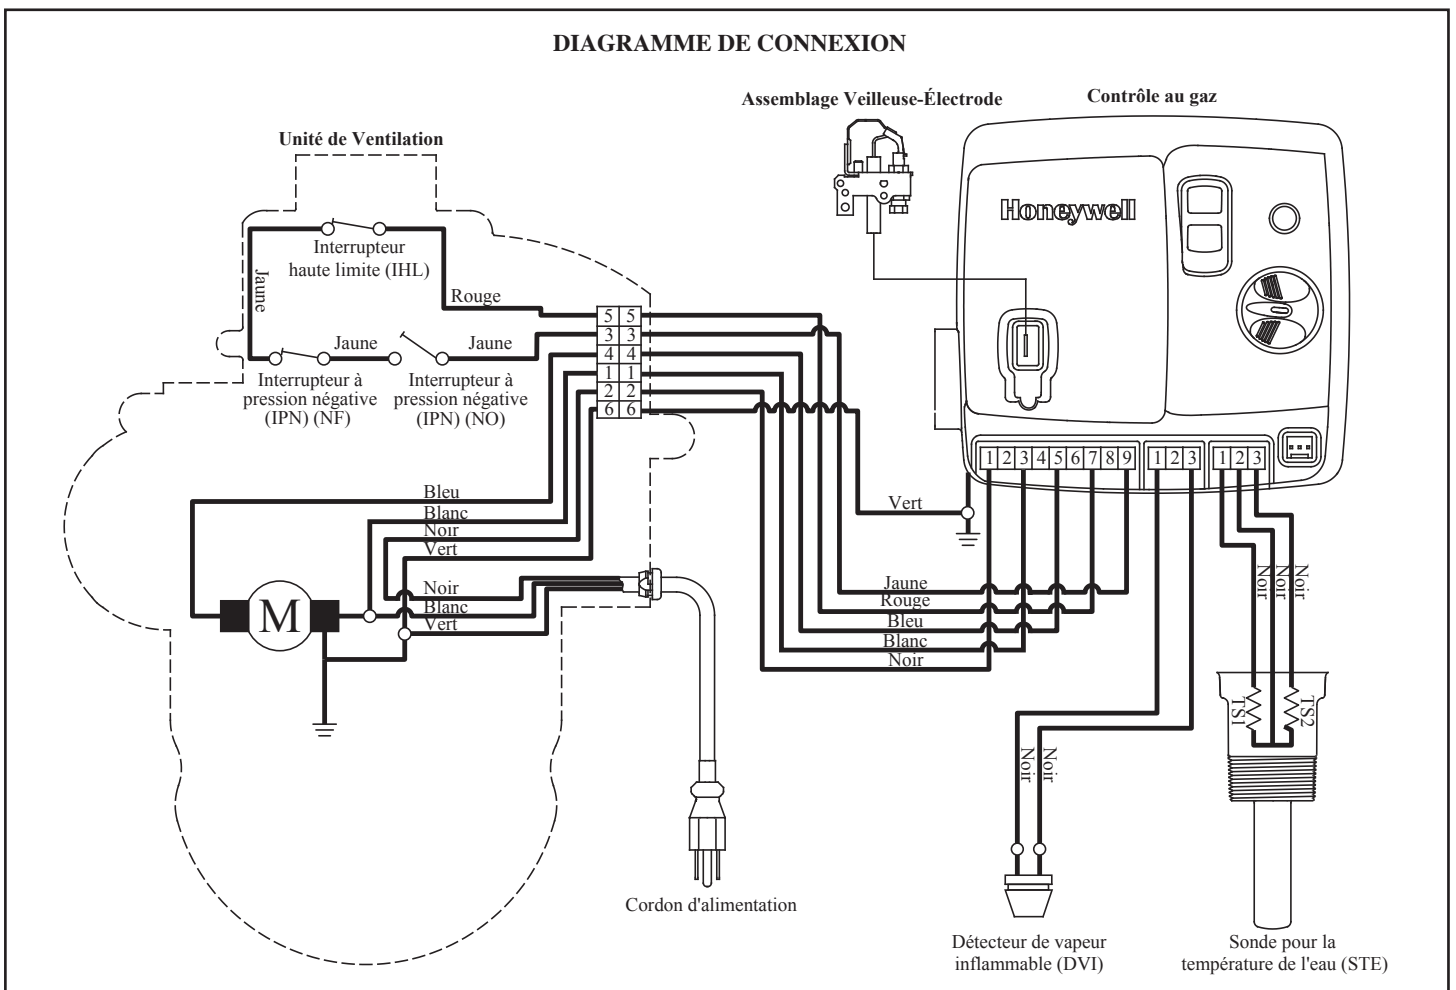 DIAGRAMME DE CONNEXION
Assemblage Veilleuse-Électrode
Contrôle au gaz
Unité de Ventilation
Honeywell
Interrupteur
haute limite (IHL)
Jaune
Rouge
Jaune
Jaune
Interrupteur à
pression négative
(IPN) (NF)
Interrupteur à
pression négative
(IPN) (NO)
5 5
3 3
4 4
1 1
2 2
6 6
1 2 3 4 5 6 7 8 9
1 2 3
1 2 3
Bleu
Blanc
Noir
Vert
Vert
Noir
Blanc
Vert
M
Jaune
Rouge
Bleu
Blanc
Noir
Noir
Noir
Noir
TS1
TS2
Noir
Noir
Cordon d'alimentation
Détecteur de vapeur
inflammable (DVI)
Sonde pour la
température de l'eau (STE)